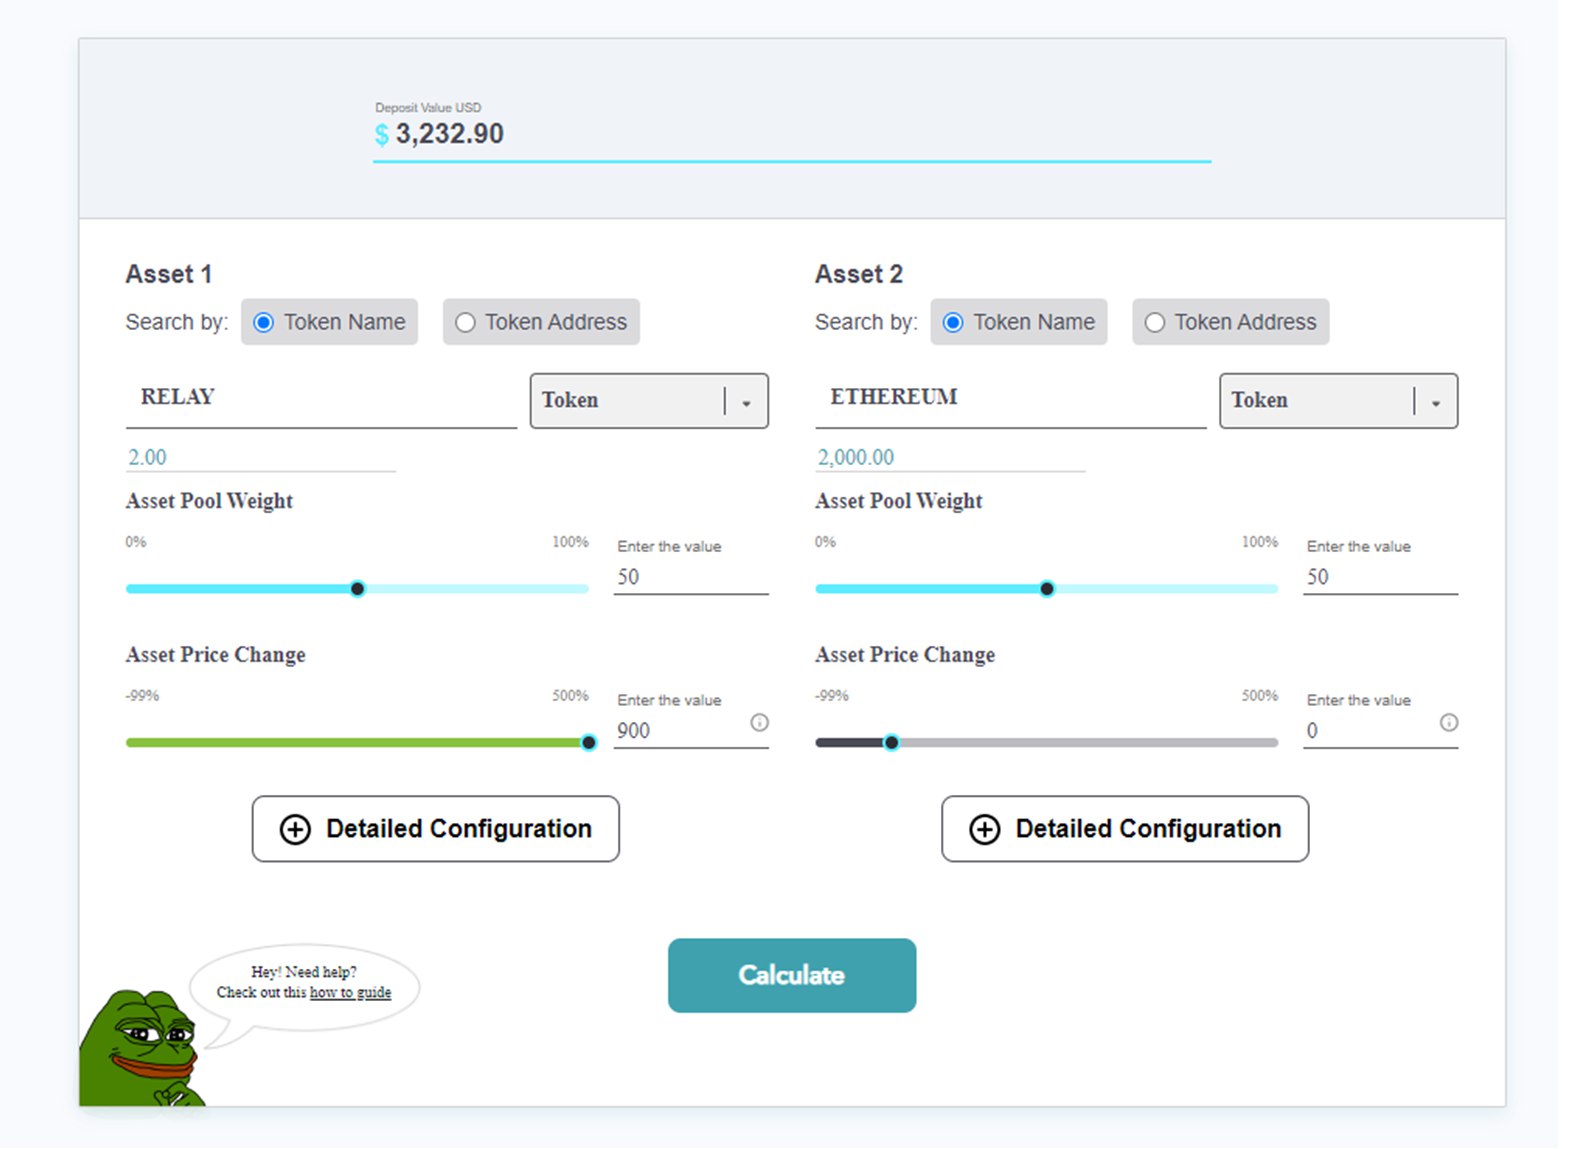 Deposit Value USD
$ 3,232.90
Asset 1
Search by: Token Name Token Address
RELAY Token
2.00
Asset Pool Weight
0% 100% Enter the value
50
Asset Price Change
-99% 500% Enter the value
900
Detailed Configuration
Asset 2
Search by: Token Name Token Address
ETHEREUM Token
2,000.00
Asset Pool Weight
0% 100% Enter the value
50
Asset Price Change
-99% 500% Enter the value
0
Detailed Configuration
Calculate
Hey! Need help?
Check out this how to guide